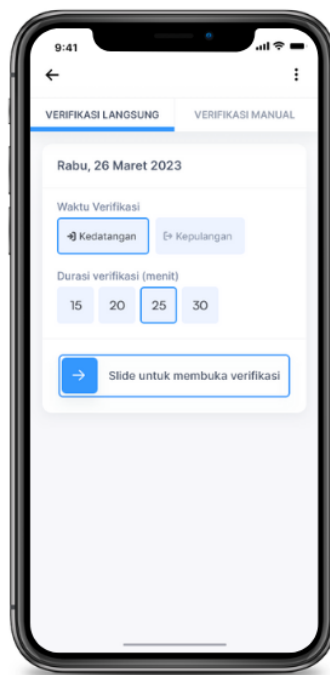 9:41
VERIFIKASI LANGSUNG VERIFIKASI MANUAL
Rabu, 26 Maret 2023
Waktu Verifikasi
Kedatangan Kepulangan
Durasi verifikasi (menit)
15 20 25 30
Slide untuk membuka verifikasi